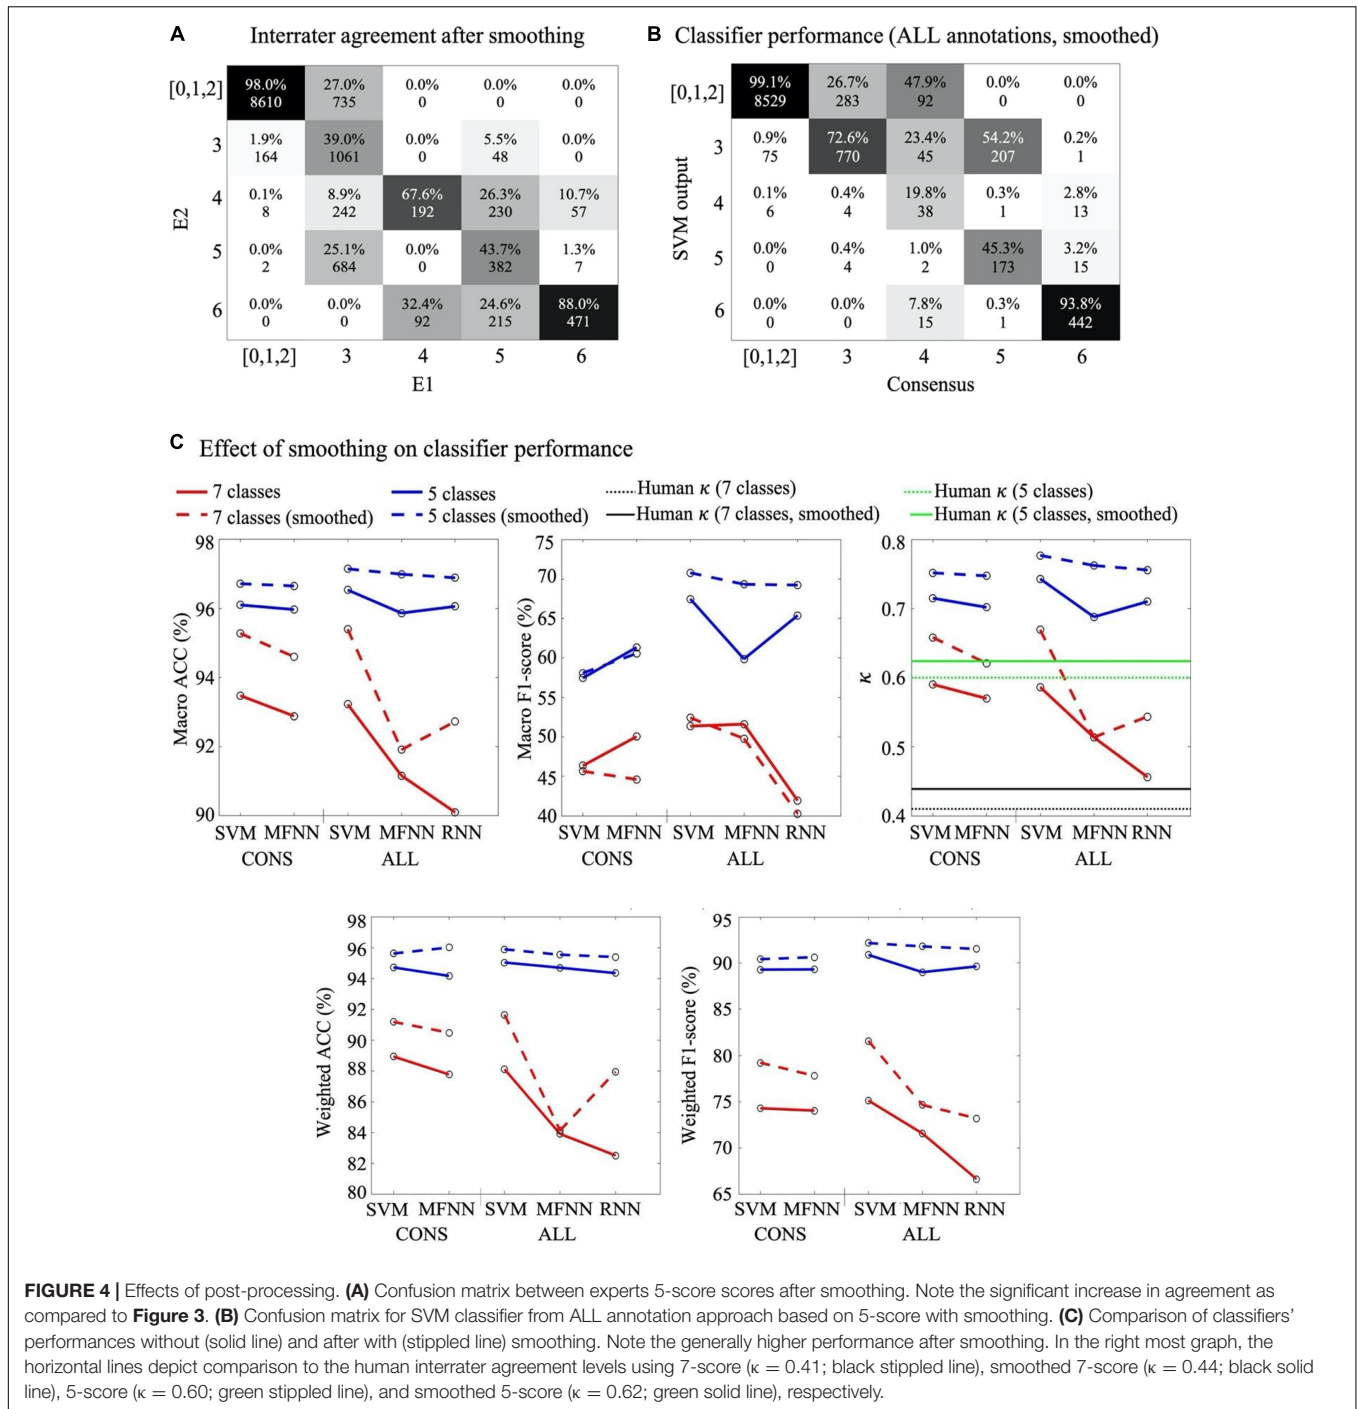 A Interrater agreement after smoothing
[0,1,2] 98.0% 27.0% 0.0% 0.0% 0.0%
8610 735 0 0 0
3 1.9% 39.0% 0.0% 5.5% 0.0%
164 1061 0 48 0
4 0.1% 8.9% 67.6% 26.3% 10.7%
8 242 192 230 57
5 0.0% 25.1% 0.0% 43.7% 1.3%
2 684 0 382 7
6 0.0% 0.0% 32.4% 24.6% 88.0%
0 0 92 215 471
[0,1,2] 3 4 5 6
E1
E2
B Classifier performance (ALL annotations, smoothed)
[0,1,2] 99.1% 26.7% 47.9% 0.0% 0.0%
8529 283 92 0 0
3 0.9% 72.6% 23.4% 54.2% 0.2%
75 770 45 207 1
4 0.1% 0.4% 19.8% 0.3% 2.8%
6 4 38 1 13
5 0.0% 0.4% 1.0% 45.3% 3.2%
0 4 2 173 15
6 0.0% 0.0% 7.8% 0.3% 93.8%
0 0 15 1 442
[0,1,2] 3 4 5 6
Consensus
SVM output
C Effect of smoothing on classifier performance
7 classes
7 classes (smoothed)
5 classes
5 classes (smoothed)
Human κ (7 classes)
Human κ (7 classes, smoothed)
Human κ (5 classes)
Human κ (5 classes, smoothed)
Macro ACC (%)
98
96
94
92
90
SVM MFNN SVM MFNN RNN
CONS ALL
Macro F1-score (%)
75
70
65
60
55
50
45
40
SVM MFNN SVM MFNN RNN
CONS ALL
κ
0.8
0.7
0.6
0.5
0.4
SVM MFNN SVM MFNN RNN
CONS ALL
Weighted ACC (%)
98
96
94
92
90
88
86
84
82
80
SVM MFNN SVM MFNN RNN
CONS ALL
Weighted F1-score (%)
95
90
85
80
75
70
65
SVM MFNN SVM MFNN RNN
CONS ALL
FIGURE 4 | Effects of post-processing. (A) Confusion matrix between experts 5-score scores after smoothing. Note the significant increase in agreement as
compared to Figure 3. (B) Confusion matrix for SVM classifier from ALL annotation approach based on 5-score with smoothing. (C) Comparison of classifiers'
performances without (solid line) and after with (stippled line) smoothing. Note the generally higher performance after smoothing. In the right most graph, the
horizontal lines depict comparison to the human interrater agreement levels using 7-score (κ = 0.41; black stippled line), smoothed 7-score (κ = 0.44; black solid
line), 5-score (κ = 0.60; green stippled line), and smoothed 5-score (κ = 0.62; green solid line), respectively.